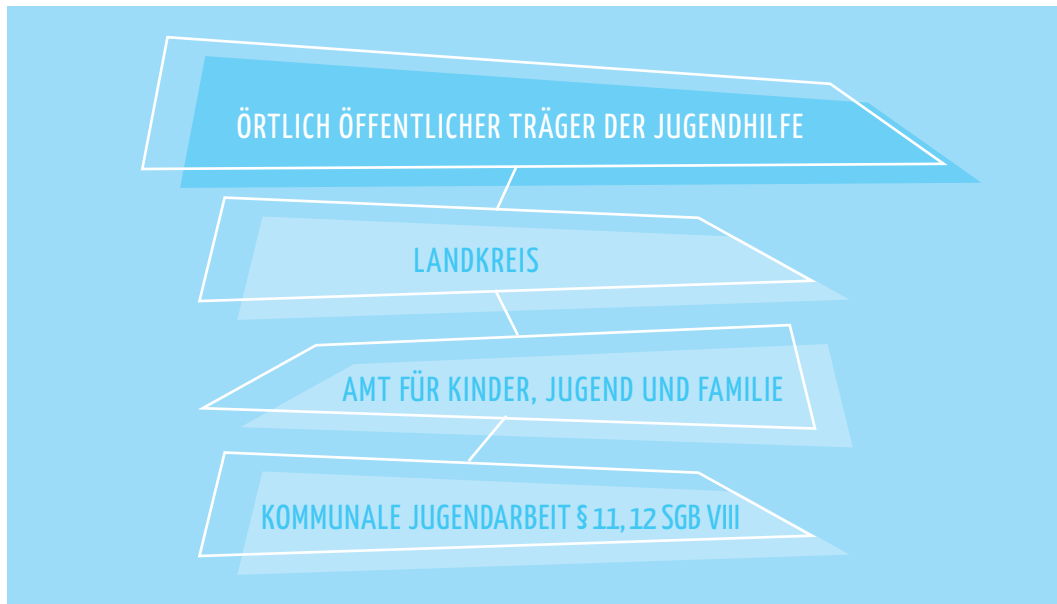 ÖRTLICH ÖFFENTLICHER TRÄGER DER JUGENDHILFE
LANDKREIS
AMT FÜR KINDER, JUGEND UND FAMILIE
KOMMUNALE JUGENDARBEIT § 11, 12 SGB VIII